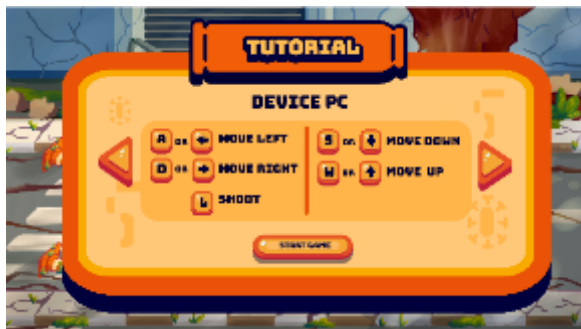 TUTORIAL
DEVICE PC
A OR ← MOVE LEFT
D OR → MOVE RIGHT
L SHOOT
S OR ↓ MOVE DOWN
W OR ↑ MOVE UP
START GAME